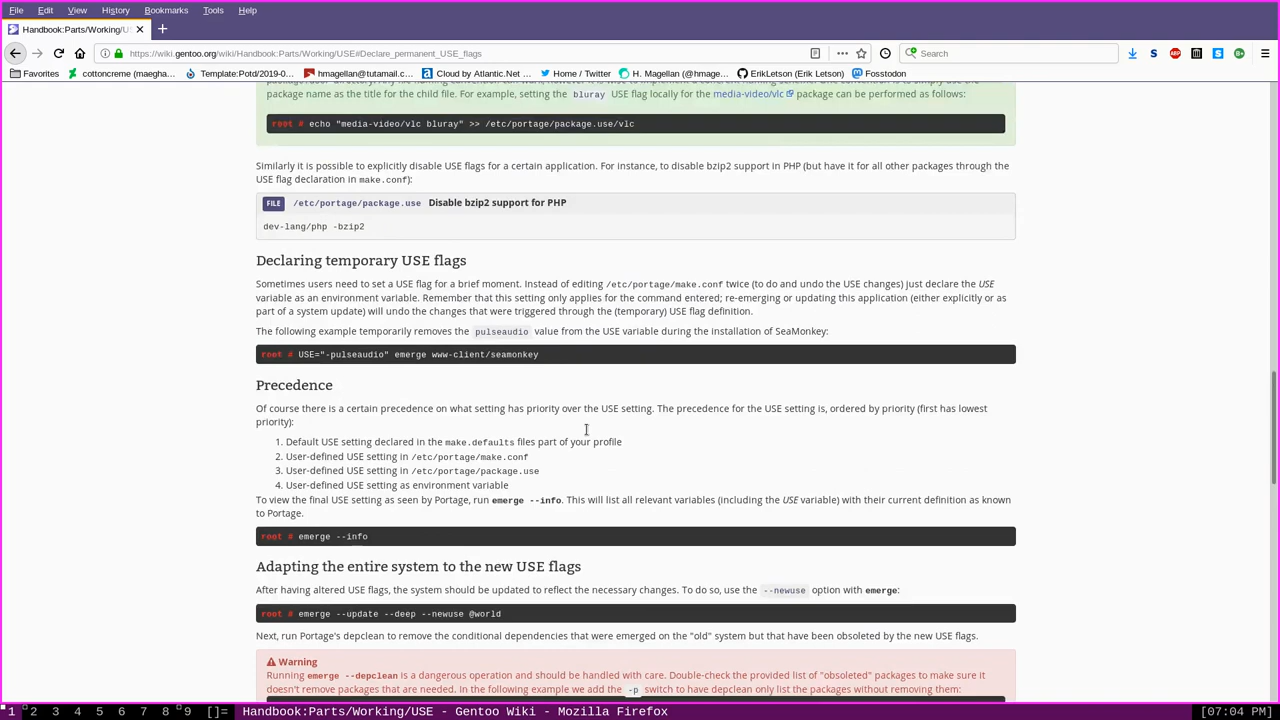 File Edit View History Bookmarks Tools Help
Handbook:Parts/Working/U
https://wiki.gentoo.org/wiki/Handbook:Parts/Working/USE#Declare_permanent_USE_flags
Search
Favorites cottoncreme (maegha… Template:Potd/2019-0… hmagellan@tutamail.c… Cloud by Atlantic.Net … Home / Twitter H. Magellan (@hmage… ErikLetson (Erik Letson) Fosstodon
package name as the title for the child file. For example, setting the bluray USE flag locally for the media-video/vlc package can be performed as follows:
root # echo "media-video/vlc bluray" >> /etc/portage/package.use/vlc
Similarly it is possible to explicitly disable USE flags for a certain application. For instance, to disable bzip2 support in PHP (but have it for all other packages through the
USE flag declaration in make.conf):
FILE /etc/portage/package.use Disable bzip2 support for PHP
dev-lang/php -bzip2
Declaring temporary USE flags
Sometimes users need to set a USE flag for a brief moment. Instead of editing /etc/portage/make.conf twice (to do and undo the USE changes) just declare the USE
variable as an environment variable. Remember that this setting only applies for the command entered; re-emerging or updating this application (either explicitly or as
part of a system update) will undo the changes that were triggered through the (temporary) USE flag definition.
The following example temporarily removes the pulseaudio value from the USE variable during the installation of SeaMonkey:
root # USE="-pulseaudio" emerge www-client/seamonkey
Precedence
Of course there is a certain precedence on what setting has priority over the USE setting. The precedence for the USE setting is, ordered by priority (first has lowest
priority):
1. Default USE setting declared in the make.defaults files part of your profile
2. User-defined USE setting in /etc/portage/make.conf
3. User-defined USE setting in /etc/portage/package.use
4. User-defined USE setting as environment variable
To view the final USE setting as seen by Portage, run emerge --info. This will list all relevant variables (including the USE variable) with their current definition as known
to Portage.
root # emerge --info
Adapting the entire system to the new USE flags
After having altered USE flags, the system should be updated to reflect the necessary changes. To do so, use the --newuse option with emerge:
root # emerge --update --deep --newuse @world
Next, run Portage's depclean to remove the conditional dependencies that were emerged on the "old" system but that have been obsoleted by the new USE flags.
Warning
Running emerge --depclean is a dangerous operation and should be handled with care. Double-check the provided list of "obsoleted" packages to make sure it
doesn't remove packages that are needed. In the following example we add the -p switch to have depclean only list the packages without removing them:
1 2 3 4 5 6 7 8 9 []= Handbook:Parts/Working/USE - Gentoo Wiki - Mozilla Firefox [07:04 PM]